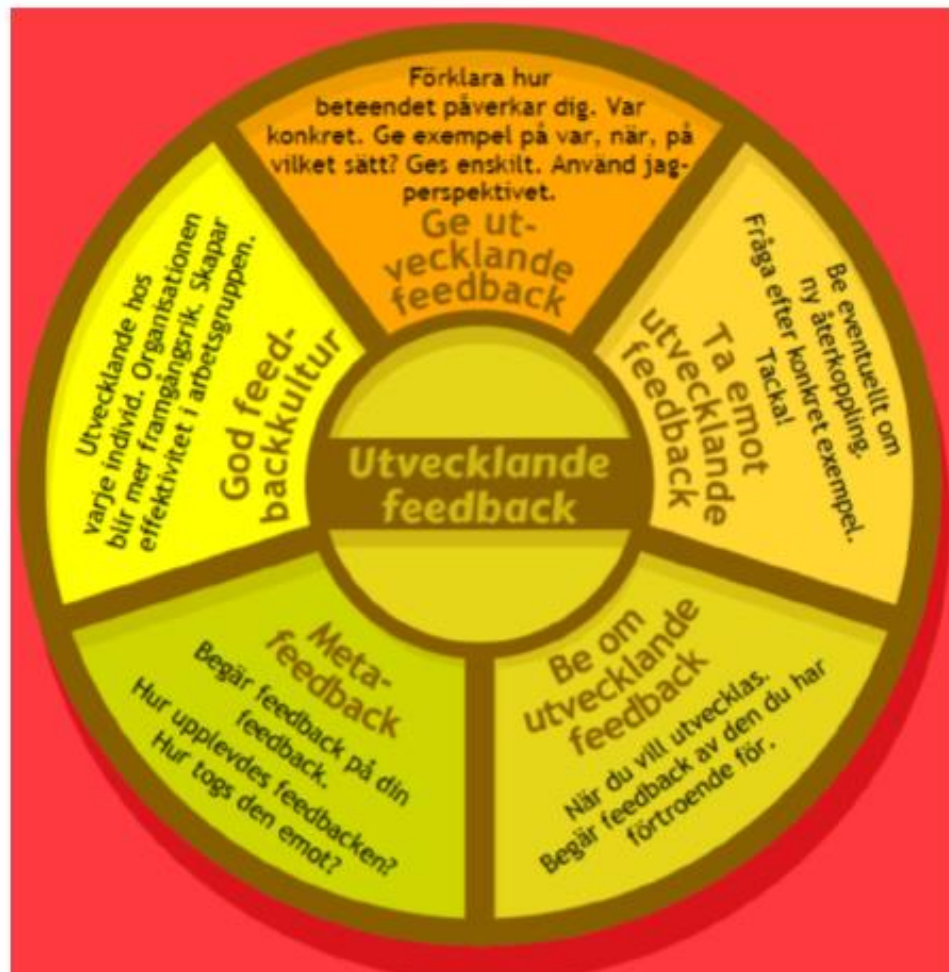 Förklara hur
beteendet påverkar dig. Var
konkret. Ge exempel på var, när, på
vilket sätt? Ges enskilt. Använd jag-
perspektivet.
Ge ut-
vecklande
feedback
Be eventuellt om
ny återkoppling,
Fråga efter konkret exempel.
Tacka!
Ta emot
utvecklande
feedback
Be om
utvecklande
feedback
När du vill utvecklas.
Begär feedback av den du har
förtroende för.
Meta-
feedback
Begär feedback på din
feedback.
Hur upplevdes feedbacken?
Hur togs den emot?
Utvecklande hos
varje individ. Organisationen
blir mer framgångsrik. Skapar
effektivitet i arbetsgruppen.
God feed-
backkultur
Utvecklande
feedback